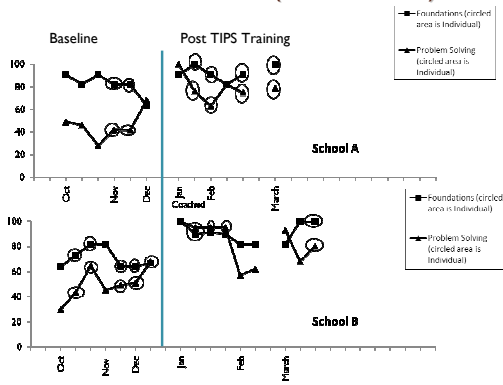 Baseline
Post TIPS Training
Foundations (circled
area is Individual)
Problem Solving
(circled area is
Individual)
100
80
60
40
20
0
Oct
Nov
Dec
Jan
Coached
Feb
March
School A
Foundations (circled
area is Individual)
Problem Solving
(circled area is
Individual)
100
80
60
40
20
0
Oct
Nov
Dec
Jan
Feb
March
School B